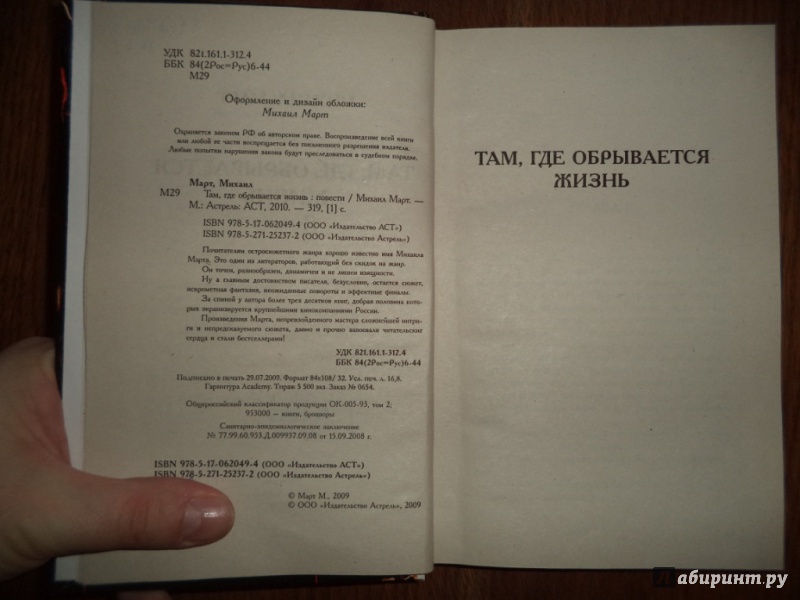 УДК 821.161.1-312.4
ББК 84(2Рос=Рус)6-44
М29
Оформление и дизайн обложки:
Михаил Март
Охраняется законом РФ об авторском праве. Воспроизведение всей книги
или любой ее части воспрещается без письменного разрешения издателя.
Любые попытки нарушения закона будут преследоваться в судебном порядке.
Март, Михаил
М29 Там, где обрывается жизнь : повести / Михаил Март. —
М.: Астрель: АСТ, 2010. — 319, [1] с.
ISBN 978-5-17-062049-4 (ООО «Издательство АСТ»)
ISBN 978-5-271-25237-2 (ООО «Издательство Астрель»)
Почитателям остросюжетного жанра хорошо известно имя Михаила
Марта. Это один из литераторов, работающий без скидок на жанр.
Он точен, разнообразен, динамичен и не лишен изящности.
Ну а главным достоинством писателя, безусловно, остается сюжет,
искрометная фантазия, неожиданные повороты и эффектные финалы.
За спиной у автора более трех десятков книг, добрая половина кото-
рых экранизируется крупнейшими кинокомпаниями России.
Произведения Марта, непревзойденного мастера сложнейшей интри-
ги и непредсказуемого сюжета, давно и прочно завоевали читательские
сердца и стали бестселлерами!
УДК 821.161.1-312.4
ББК 84(2Рос=Рус)6-44
Подписано в печать 29.07.2009. Формат 84х108/ 32. Усл. печ. л. 16,8.
Гарнитура Academy. Тираж 5 500 экз. Заказ № 0654.
Общероссийский классификатор продукции ОК-005-93, том 2;
953000 — книги, брошюры
Санитарно-эпидемиологическое заключение
№ 77.99.60.953.Д.009937.09.08 от 15.09.2008 г.
ISBN 978-5-17-062049-4 (ООО «Издательство АСТ»)
ISBN 978-5-271-25237-2 (ООО «Издательство Астрель»)
© Март М., 2009
© ООО «Издательство Астрель», 2009
ТАМ, ГДЕ ОБРЫВАЕТСЯ
ЖИЗНЬ
Лабиринт.ру